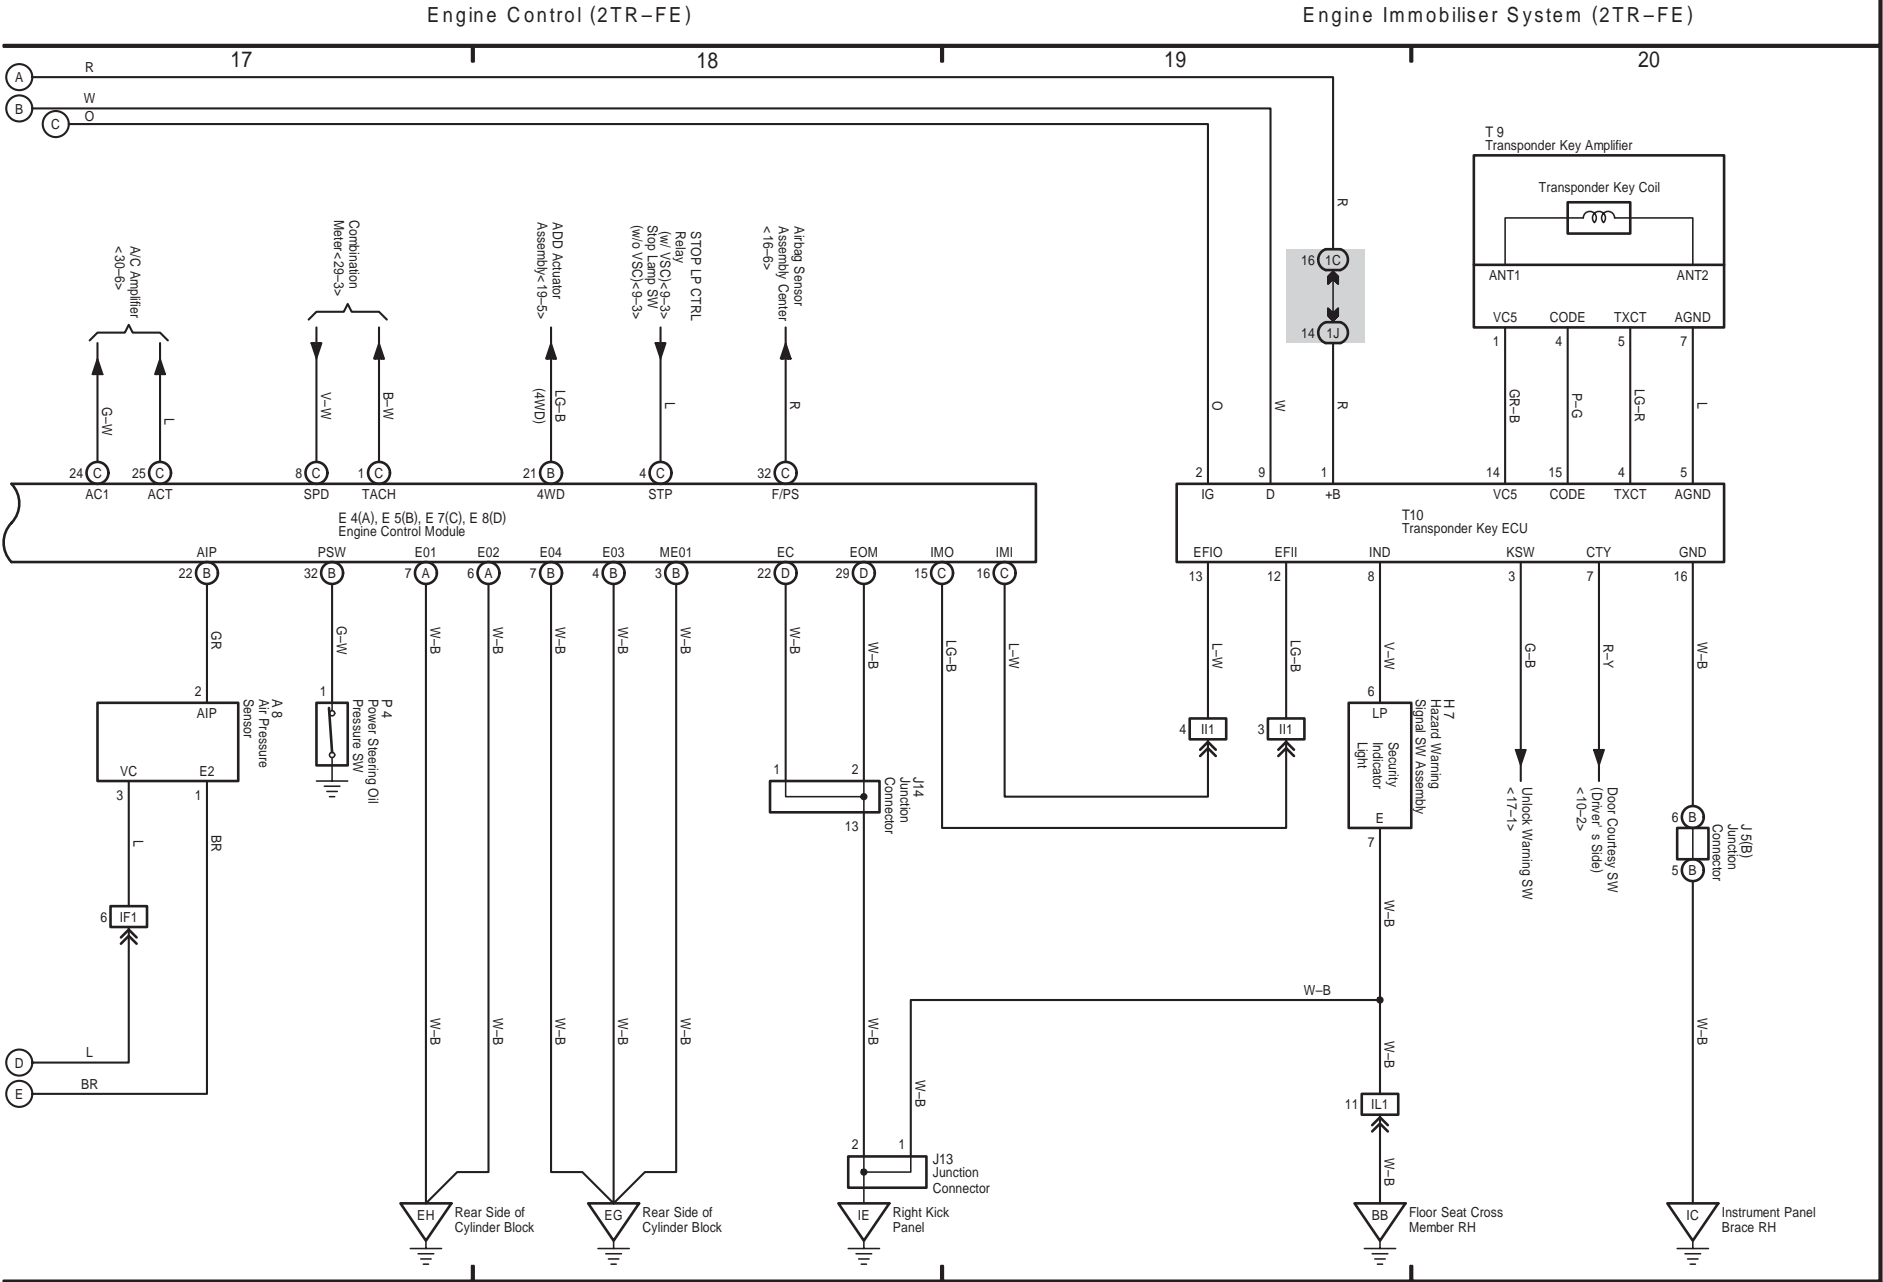 Engine Control (2TR–FE)
Engine Immobiliser System (2TR–FE)
17
18
19
20
A
R
B
W
C
O
T 9
Transponder Key Amplifier
Transponder Key Coil
ANT1
ANT2
VC5
CODE
TXCT
AGND
1
4
5
7
GR–B
P–G
LG–R
L
R
16
1C
14
1J
R
O
W
A/C Amplifier
<30–6>
Combination
Meter<29–3>
ADD Actuator
Assembly<19–5>
STOP LP CTRL
Relay
(w/ VSC)<9–3>
Stop Lamp SW
(w/o VSC)<9–3>
Airbag Sensor
Assembly Center
<16–6>
G–W
L
V–W
B–W
LG–B
(4WD)
L
R
24
C
25
C
8
C
1
C
21
B
4
C
32
C
AC1
ACT
SPD
TACH
4WD
STP
F/PS
E 4(A), E 5(B), E 7(C), E 8(D)
Engine Control Module
AIP
PSW
E01
E02
E04
E03
ME01
EC
EOM
IMO
IMI
22
B
32
B
7
A
6
A
7
B
4
B
3
B
22
D
29
D
15
C
16
C
2
9
1
14
15
4
5
IG
D
+B
VC5
CODE
TXCT
AGND
T10
Transponder Key ECU
EFIO
EFII
IND
KSW
CTY
GND
13
12
8
3
7
16
GR
G–W
W–B
W–B
W–B
W–B
W–B
W–B
W–B
LG–B
L–W
L–W
LG–B
V–W
G–B
R–Y
W–B
2
AIP
A 8
Air Pressure
Sensor
VC
E2
3
1
1
P 4
Power Steering Oil
Pressure SW
L
BR
6
IF1
1
2
J14
Junction
Connector
13
4
II1
3
II1
6
LP
H 7
Hazard Warning
Signal SW Assembly
Security
Indicator
Light
E
7
Unlock Warning SW
<17–1>
Door Courtesy SW
(Driver' s Side)
<10–2>
6
B
J 5(B)
Junction
Connector
5
B
W–B
W–B
D
L
E
BR
W–B
W–B
W–B
W–B
W–B
W–B
W–B
W–B
W–B
11
IL1
W–B
2
1
J13
Junction
Connector
EH
Rear Side of
Cylinder Block
EG
Rear Side of
Cylinder Block
IE
Right Kick
Panel
BB
Floor Seat Cross
Member RH
IC
Instrument Panel
Brace RH